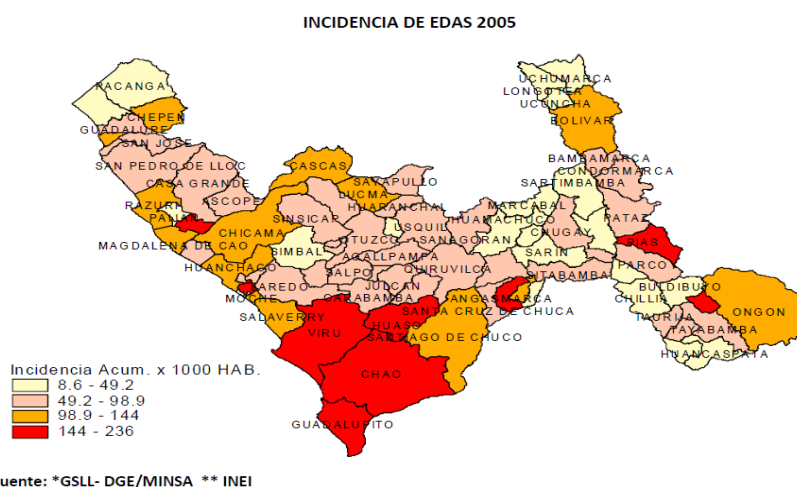 INCIDENCIA DE EDAS 2005
UCHUMARCA
PACANGA
LONGOTEA
UCUNCHA
CHEPEN
BOLIVAR
GUADALUPE
SAN JOSE
BAMBAMARCA
SAN PEDRO DE LLOC
CASCAS
CONDORMARCA
CASA GRANDE
SAYAPULLO
SARTIMBAMBA
LUCMA
RAZURI
ASCOPE
HUARANCHAL
MARCABAL
PAIJAN
SINSICAP
HUAMACHUCO
PATAZ
CHICAMA
USQUIL
CHUGAY
MAGDALENA DE CAO
OTUZCO
SANAGORAN
PIAS
SIMBAL
AGALLPAMPA
SARIN
HUANCHACO
QUIRUVILCA
PARCO
SALPO
SITABAMBA
LAREDO
JULCAN
BULDIBUYO
MOCHE
CARABAMBA
ANGASMARCA
CHILLIA
SALAVERRY
SANTA CRUZ DE CHUCA
ONGON
VIRU
HUASO
TAURIJA
SANTIAGO DE CHUCO
TAYABAMBA
HUANCASPATA
CHAO
GUADALUPITO
Incidencia Acum. x 1000 HAB.
8.6 - 49.2
49.2 - 98.9
98.9 - 144
144 - 236
uente: *GSLL- DGE/MINSA ** INEI